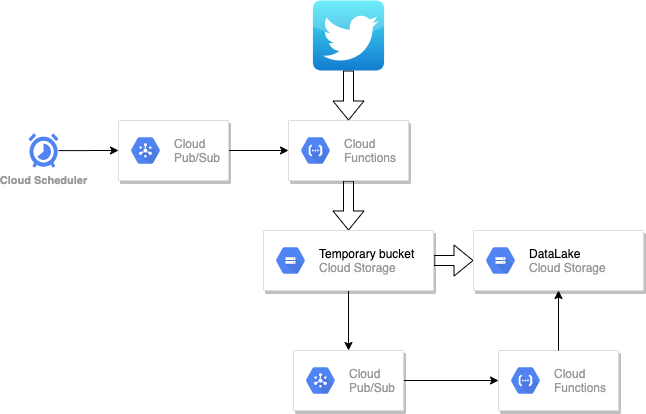 Cloud Scheduler
Cloud
Pub/Sub
Cloud
Functions
Temporary bucket
Cloud Storage
DataLake
Cloud Storage
Cloud
Pub/Sub
Cloud
Functions